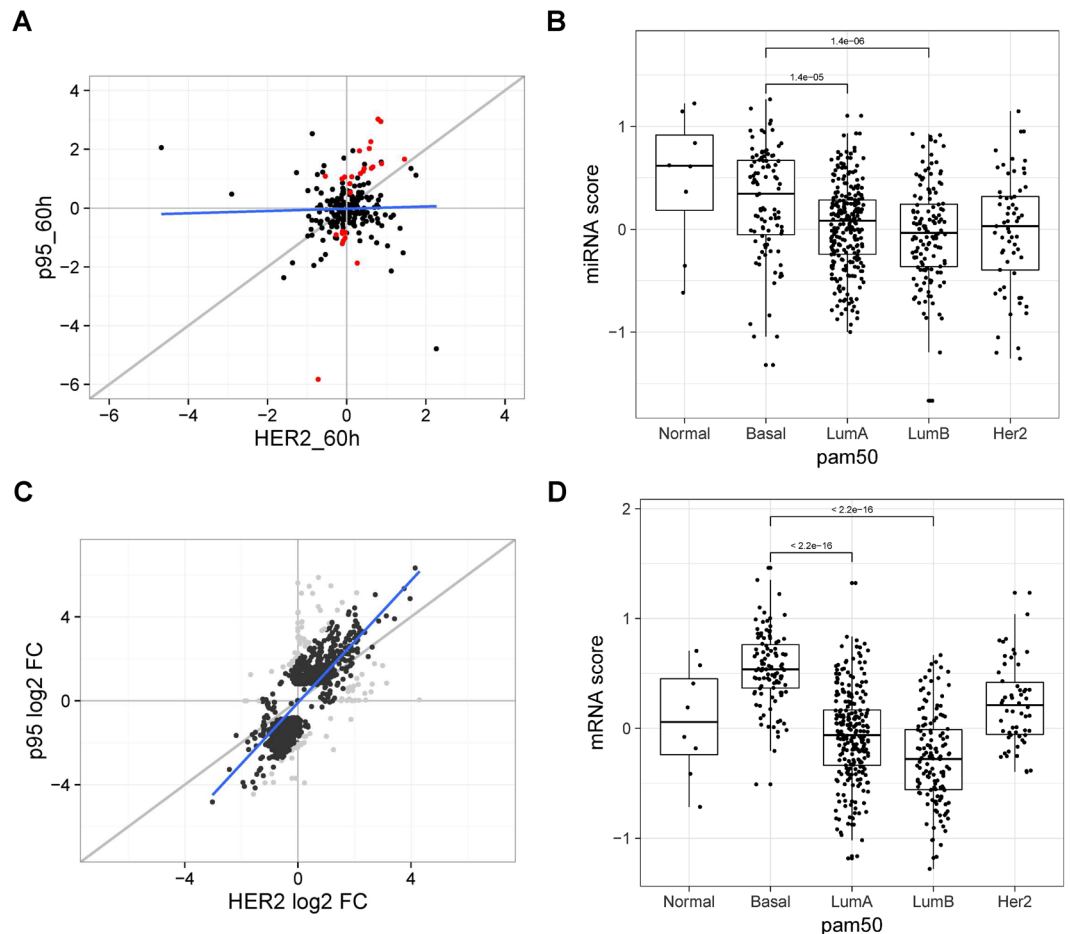 A
4
2
0
−2
−4
−6
p95_60h
−6 −4 −2 0 2 4
HER2_60h
B
1.4e−06
1.4e−05
1
0
−1
miRNA score
Normal Basal LumA LumB Her2
pam50
C
4
0
−4
p95 log2 FC
−4 0 4
HER2 log2 FC
D
2
< 2.2e−16
< 2.2e−16
1
0
−1
mRNA score
Normal Basal LumA LumB Her2
pam50